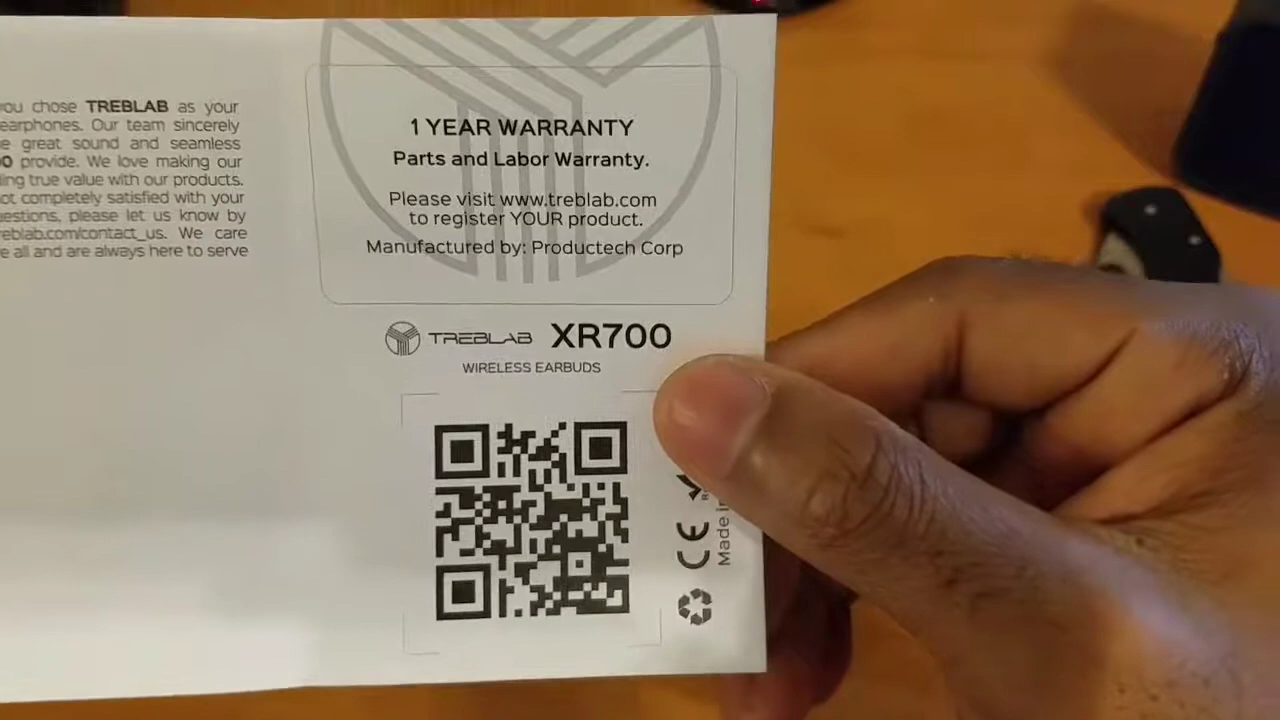 you chose TREBLAB as your
earphones. Our team sincerely
great sound and seamless
provide. We love making our
true value with our products.
completely satisfied with your
please let us know by
We care
all and are always here to serve
1 YEAR WARRANTY
Parts and Labor Warranty.
Please visit www.treblab.com
to register YOUR product.
Manufactured by: Productech Corp
TREBLAB XR700
WIRELESS EARBUDS
CE
Made in